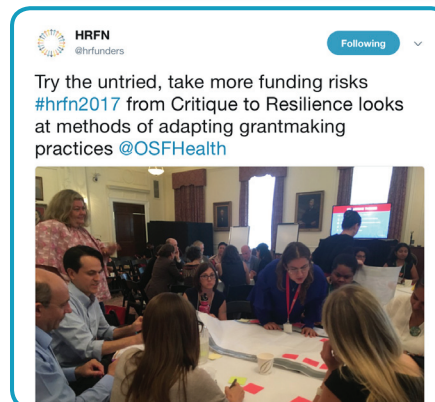 HRFN
@hrfunders
Following
Try the untried, take more funding risks
#hrfn2017 from Critique to Resilience looks
at methods of adapting grantmaking
practices @OSFHealth